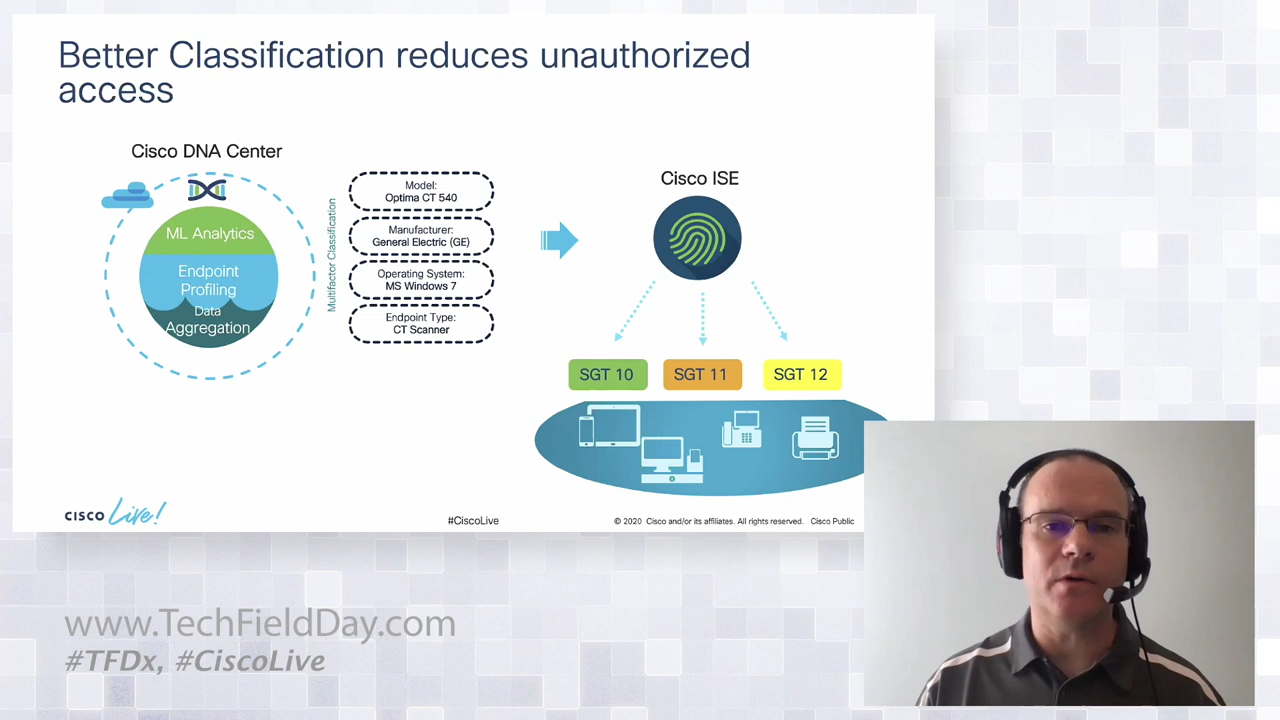 Better Classification reduces unauthorized
access
Cisco DNA Center
ML Analytics
Endpoint
Profiling
Data
Aggregation
Multifactor Classification
Model:
Optima CT 540
Manufacturer:
General Electric (GE)
Operating System:
MS Windows 7
Endpoint Type:
CT Scanner
Cisco ISE
SGT 10
SGT 11
SGT 12
CISCO Live!
#CiscoLive
© 2020 Cisco and/or its affiliates. All rights reserved. Cisco Public
www.TechFieldDay.com
#TFDx, #CiscoLive